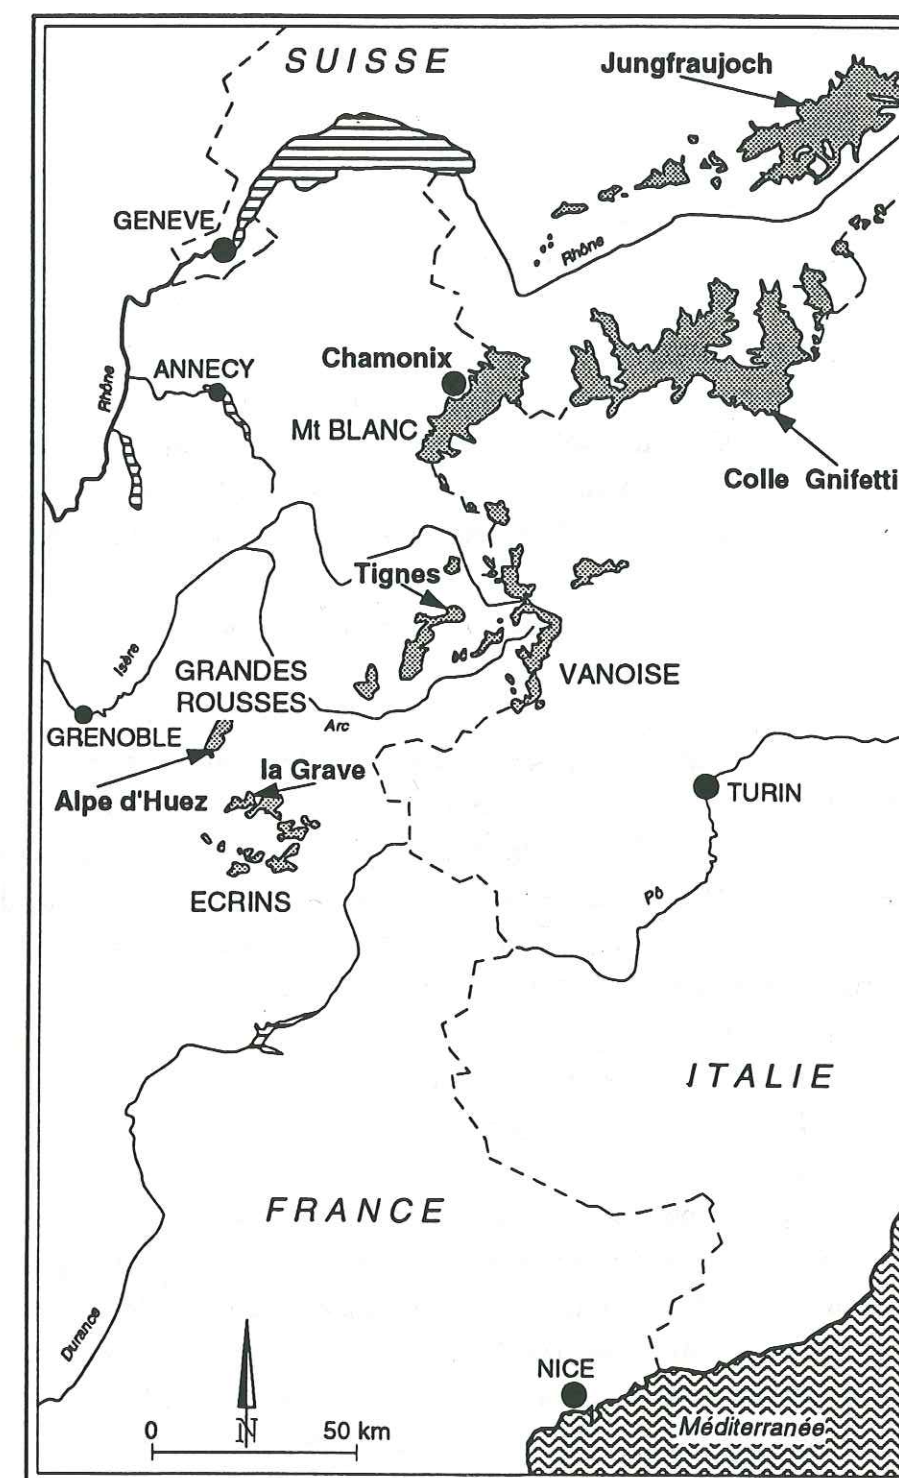 SUISSE
Jungfraujoch
GENEVE
Rhône
Chamonix
ANNECY
Rhône
Mt BLANC
Colle Gnifetti
Tignes
Isère
GRANDES
ROUSSES
VANOISE
Arc
GRENOBLE
la Grave
Alpe d'Huez
TURIN
ECRINS
Pô
ITALIE
FRANCE
Durance
NICE
0
N
50 km
Méditerranée